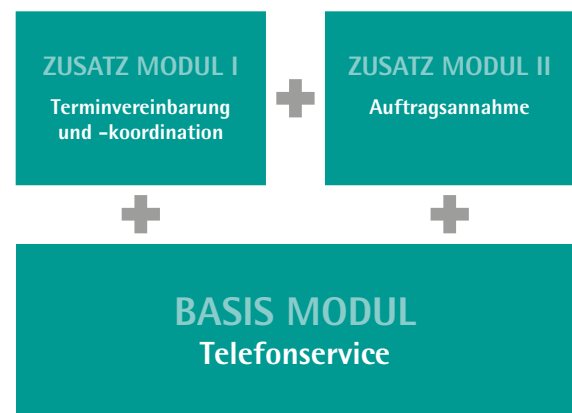 ZUSATZ MODUL I
Terminvereinbarung
und -koordination
ZUSATZ MODUL II
Auftragsannahme
BASIS MODUL
Telefonservice